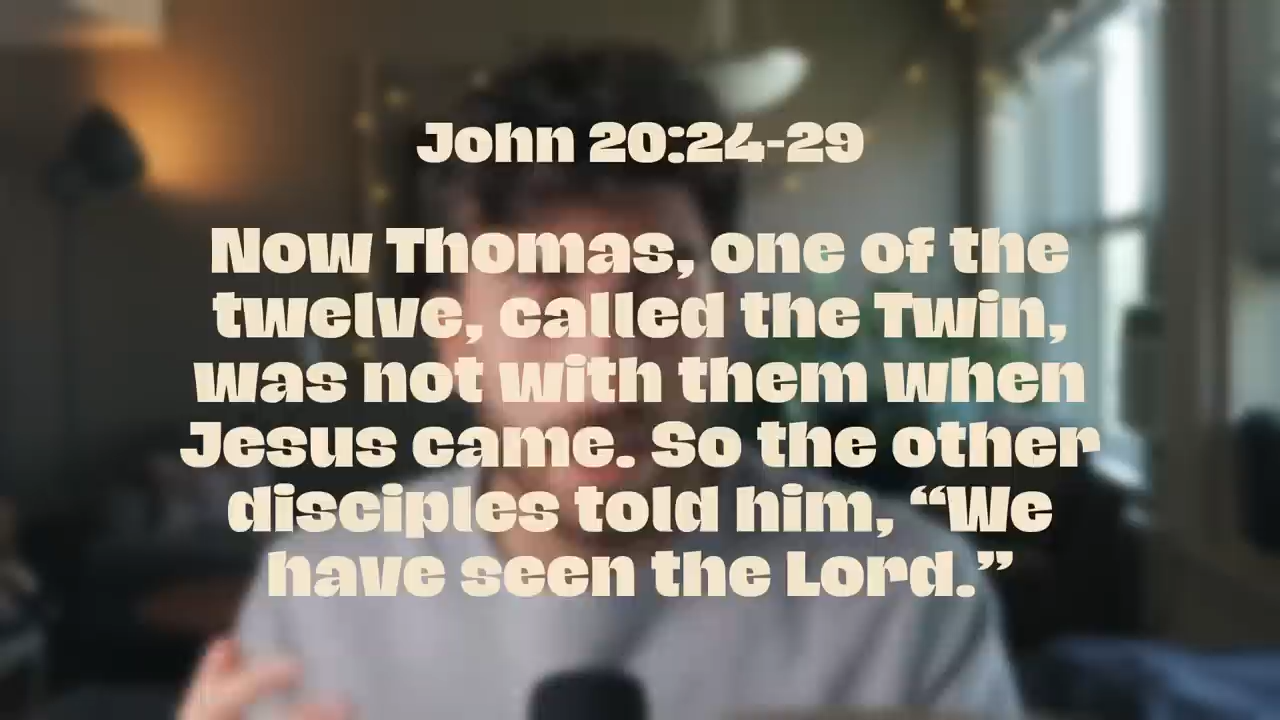 John 20:24-29
Now Thomas, one of the
twelve, called the Twin,
was not with them when
Jesus came. So the other
disciples told him, “We
have seen the Lord.”